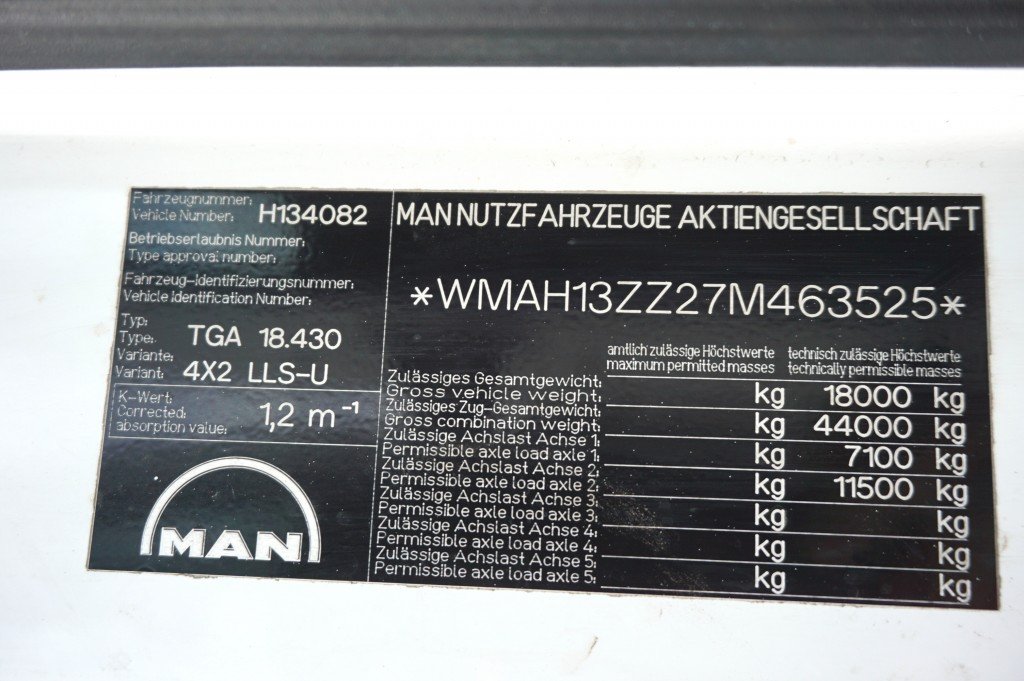 Fahrzeugnummer:
Vehicle Number: H134082
Betriebserlaubnis Nummer:
Type approval number:
Fahrzeug-Identifizierungsnummer:
Vehicle Identification Number:
Typ:
Type: TGA 18.430
Variante:
Variant: 4X2 LLS-U
K-Wert:
Corrected: 1,2 m⁻¹
absorption value:
MAN
MAN NUTZFAHRZEUGE AKTIENGESELLSCHAFT
*WMAH13ZZ27M463525*
amtlich zulässige Höchstwerte technisch zulässige Höchstwerte
maximum permitted masses technically permissible masses
Zulässiges Gesamtgewicht:
Gross vehicle weight: kg 18000 kg
Zulässiges Zug-Gesamtgewicht:
Gross combination weight: kg 44000 kg
Zulässige Achslast Achse 1:
Permissible axle load axle 1: kg 7100 kg
Zulässige Achslast Achse 2:
Permissible axle load axle 2: kg 11500 kg
Zulässige Achslast Achse 3:
Permissible axle load axle 3: kg kg
Zulässige Achslast Achse 4:
Permissible axle load axle 4: kg kg
Zulässige Achslast Achse 5:
Permissible axle load axle 5: kg kg